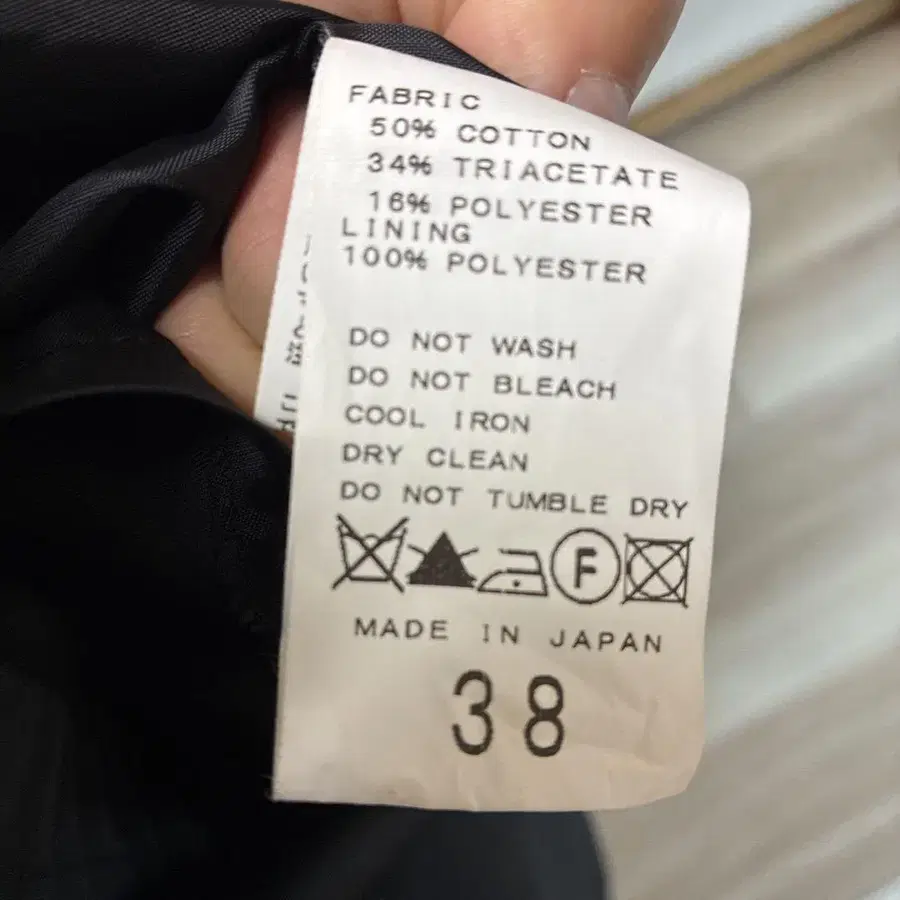 FABRIC
50% COTTON
34% TRIACETATE
16% POLYESTER
LINING
100% POLYESTER
DO NOT WASH
DO NOT BLEACH
COOL IRON
DRY CLEAN
DO NOT TUMBLE DRY
F
MADE IN JAPAN
38